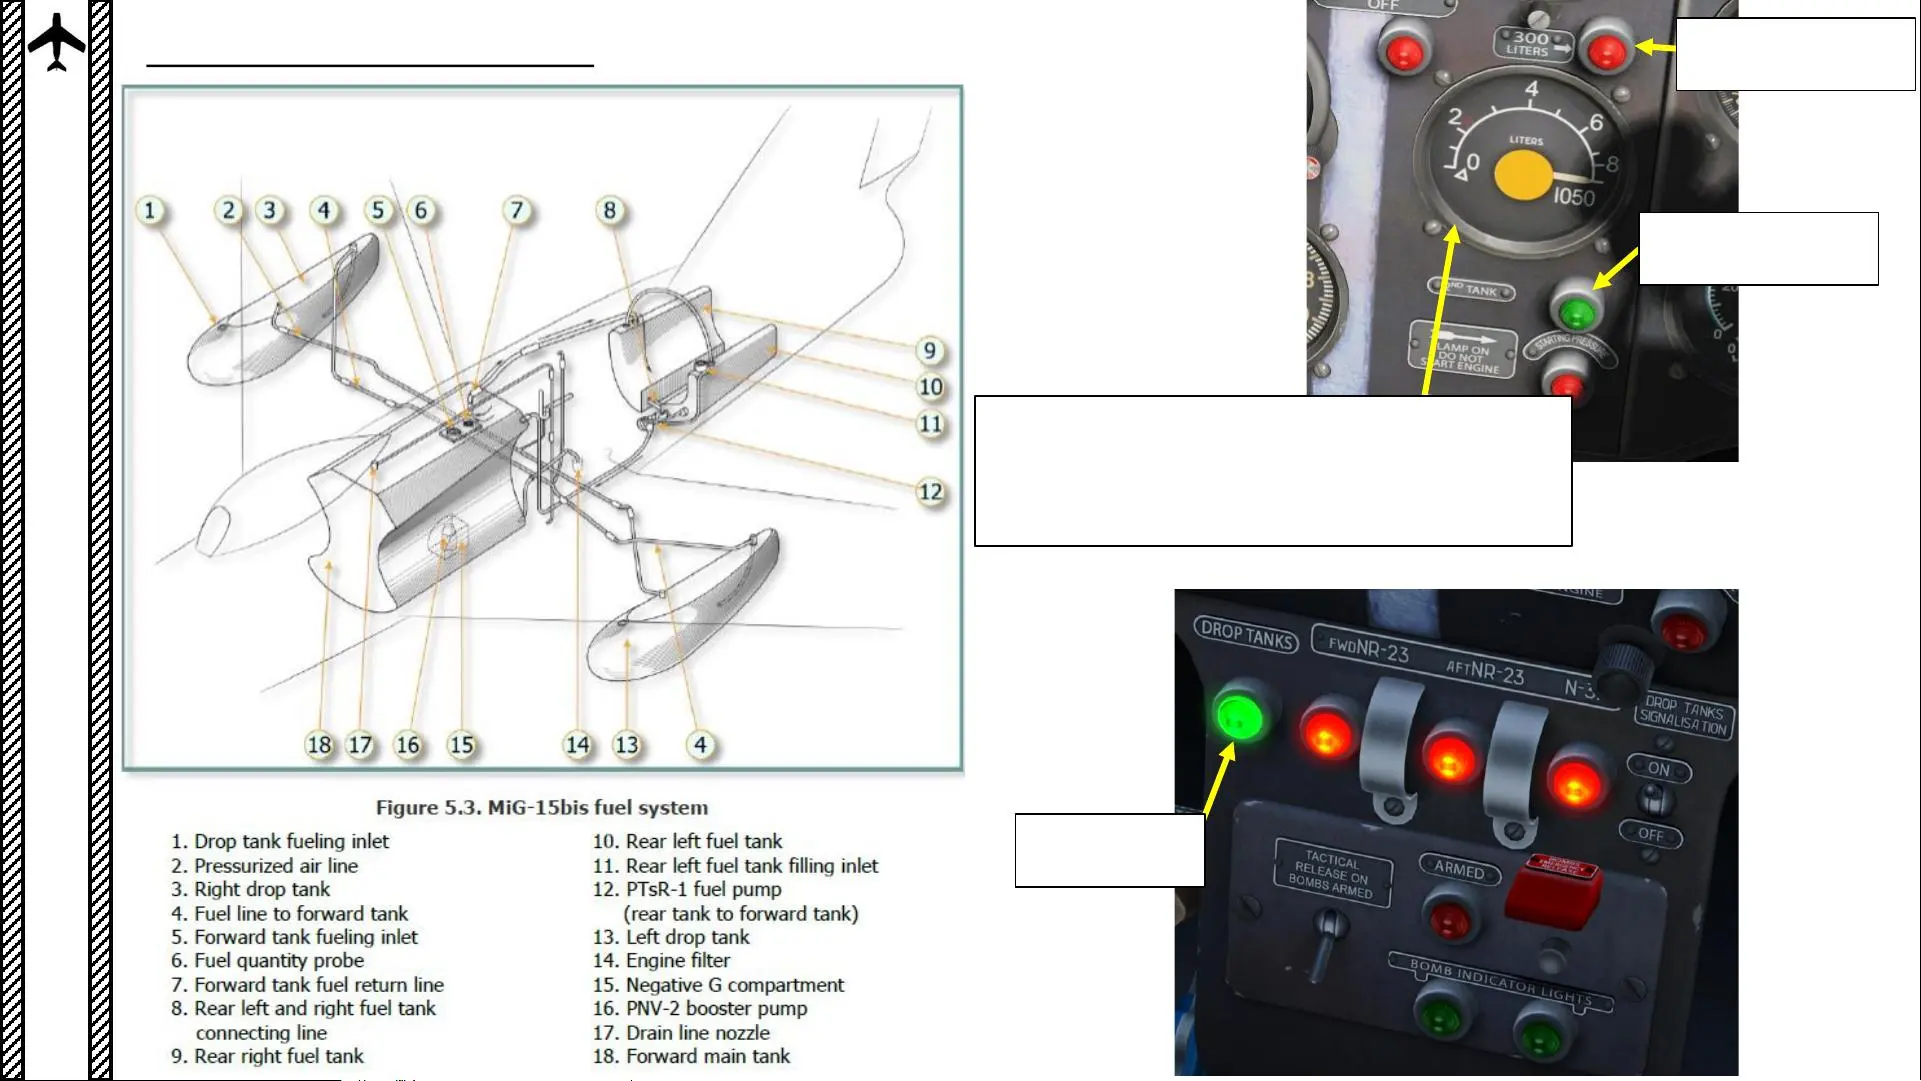 1
2
3
4
5
6
7
8
9
10
11
12
18
17
16
15
14
13
4
Figure 5.3. MiG-15bis fuel system
1. Drop tank fueling inlet
2. Pressurized air line
3. Right drop tank
4. Fuel line to forward tank
5. Forward tank fueling inlet
6. Fuel quantity probe
7. Forward tank fuel return line
8. Rear left and right fuel tank
connecting line
9. Rear right fuel tank
10. Rear left fuel tank
11. Rear left fuel tank filling inlet
12. PTsR-1 fuel pump
(rear tank to forward tank)
13. Left drop tank
14. Engine filter
15. Negative G compartment
16. PNV-2 booster pump
17. Drain line nozzle
18. Forward main tank
OFF
300
LITERS
4
2
6
LITERS
0
8
1050
ND TANK
LAMP ON
DO NOT
START ENGINE
STARTING PRESSURE
DROP TANKS
FWD NR-23
AFT NR-23
DROP TANKS
SIGNALISATION
ON
OFF
TACTICAL
RELEASE ON
BOMBS ARMED
ARMED
BOMBS
EMERGENCY
RELEASE
BOMB INDICATOR LIGHTS